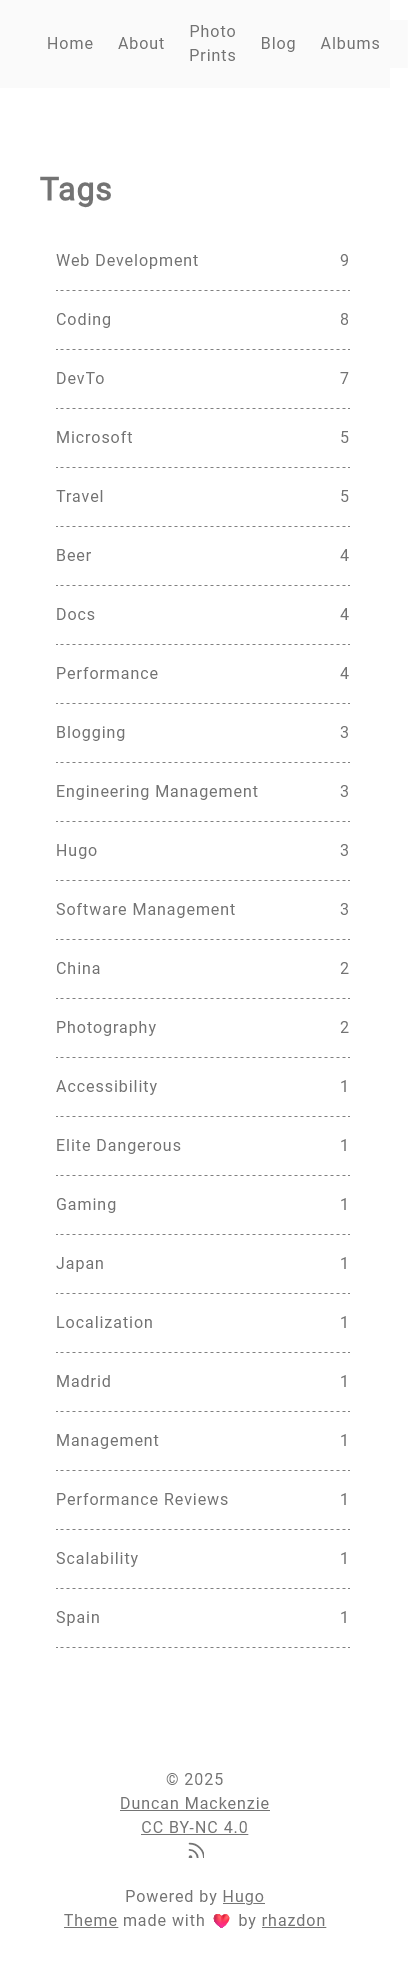 Home About Photo Prints Blog Albums
Tags
Web Development 9
Coding 8
DevTo 7
Microsoft 5
Travel 5
Beer 4
Docs 4
Performance 4
Blogging 3
Engineering Management 3
Hugo 3
Software Management 3
China 2
Photography 2
Accessibility 1
Elite Dangerous 1
Gaming 1
Japan 1
Localization 1
Madrid 1
Management 1
Performance Reviews 1
Scalability 1
Spain 1
© 2025
Duncan Mackenzie
CC BY-NC 4.0
Powered by Hugo
Theme made with ❤️ by rhazdon